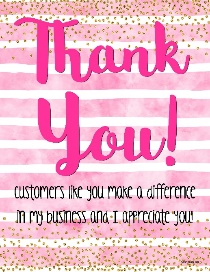 Thank
You!
customers like you make a difference
in my business and I appreciate you!